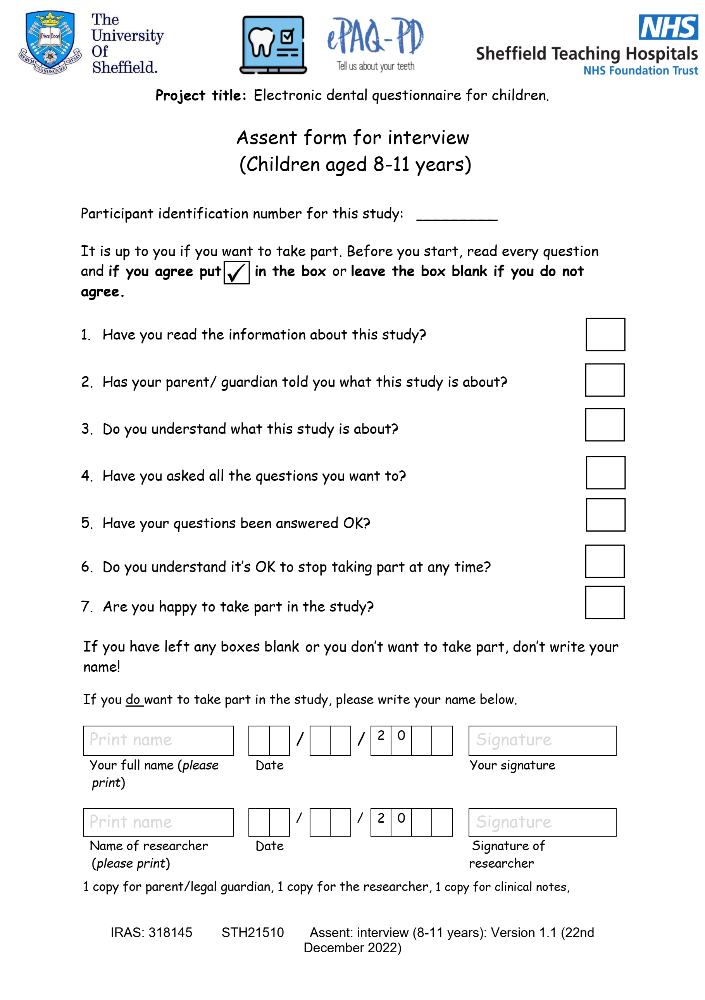 The
University
Of
Sheffield.
Disce Doce
RERVM COGNOSCERE CAVSAS
ePAQ-PD
Tell us about your teeth
NHS
Sheffield Teaching Hospitals
NHS Foundation Trust
Project title: Electronic dental questionnaire for children.
Assent form for interview
(Children aged 8-11 years)
Participant identification number for this study: _________
It is up to you if you want to take part. Before you start, read every question
and if you agree put ✓ in the box or leave the box blank if you do not
agree.
1. Have you read the information about this study?
2. Has your parent/ guardian told you what this study is about?
3. Do you understand what this study is about?
4. Have you asked all the questions you want to?
5. Have your questions been answered OK?
6. Do you understand it’s OK to stop taking part at any time?
7. Are you happy to take part in the study?
If you have left any boxes blank or you don’t want to take part, don’t write your
name!
If you do want to take part in the study, please write your name below.
Print name / / 2 0 Signature
Your full name (please Date Your signature
print)
Print name / / 2 0 Signature
Name of researcher Date Signature of
(please print) researcher
1 copy for parent/legal guardian, 1 copy for the researcher, 1 copy for clinical notes,
IRAS: 318145 STH21510 Assent: interview (8-11 years): Version 1.1 (22nd
December 2022)